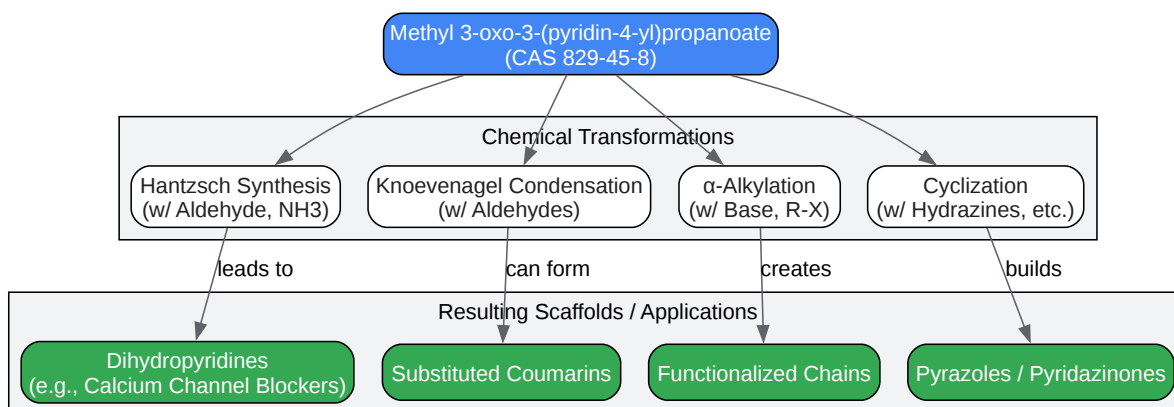 Methyl 3-oxo-3-(pyridin-4-yl)propanoate
(CAS 829-45-8)
Chemical Transformations
Hantzsch Synthesis
(w/ Aldehyde, NH3)
Knoevenagel Condensation
(w/ Aldehydes)
α-Alkylation
(w/ Base, R-X)
Cyclization
(w/ Hydrazines, etc.)
leads to
can form
creates
builds
Resulting Scaffolds / Applications
Dihydropyridines
(e.g., Calcium Channel Blockers)
Substituted Coumarins
Functionalized Chains
Pyrazoles / Pyridazinones